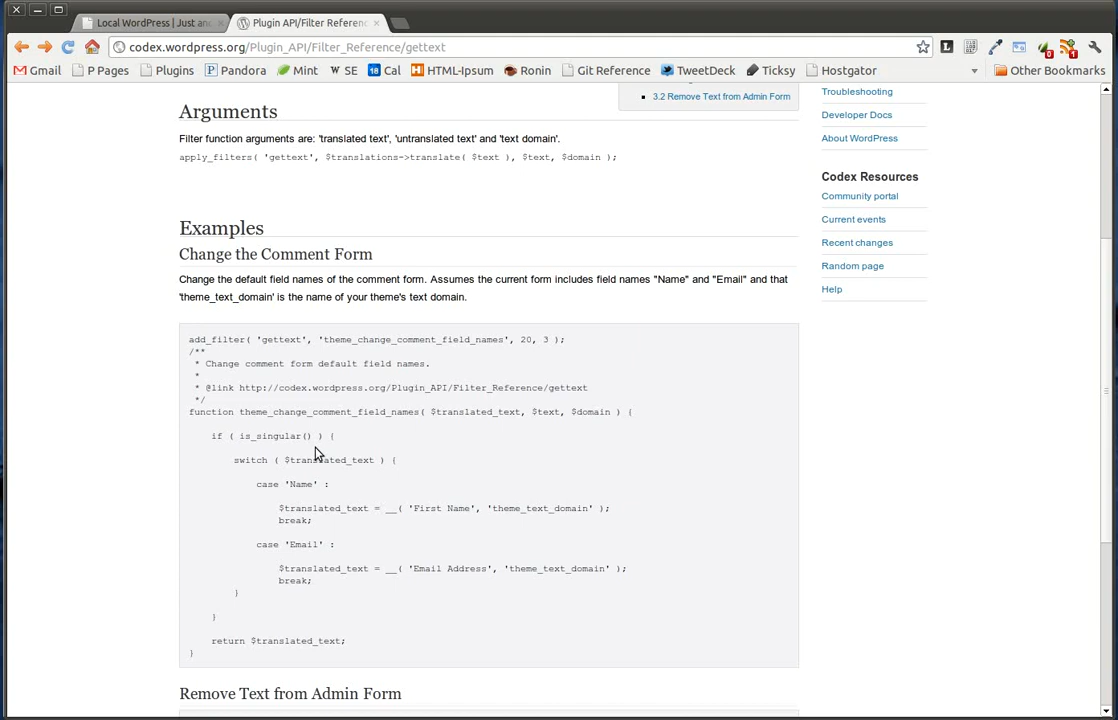 Local WordPress | Just an
Plugin API/Filter Referenc
codex.wordpress.org/Plugin_API/Filter_Reference/gettext
Gmail P Pages Plugins Pandora Mint SE 18 Cal HTML-Ipsum Ronin Git Reference TweetDeck Ticksy Hostgator Other Bookmarks
3.2 Remove Text from Admin Form
Arguments
Filter function arguments are: 'translated text', 'untranslated text' and 'text domain'.
apply_filters( 'gettext', $translations->translate( $text ), $text, $domain );
Examples
Change the Comment Form
Change the default field names of the comment form. Assumes the current form includes field names "Name" and "Email" and that
'theme_text_domain' is the name of your theme's text domain.
add_filter( 'gettext', 'theme_change_comment_field_names', 20, 3 );
/**
* Change comment form default field names.
*
* @link http://codex.wordpress.org/Plugin_API/Filter_Reference/gettext
*/
function theme_change_comment_field_names( $translated_text, $text, $domain ) {
if ( is_singular() ) {
switch ( $translated_text ) {
case 'Name' :
$translated_text = __( 'First Name', 'theme_text_domain' );
break;
case 'Email' :
$translated_text = __( 'Email Address', 'theme_text_domain' );
break;
}
}
return $translated_text;
}
Remove Text from Admin Form
Troubleshooting
Developer Docs
About WordPress
Codex Resources
Community portal
Current events
Recent changes
Random page
Help